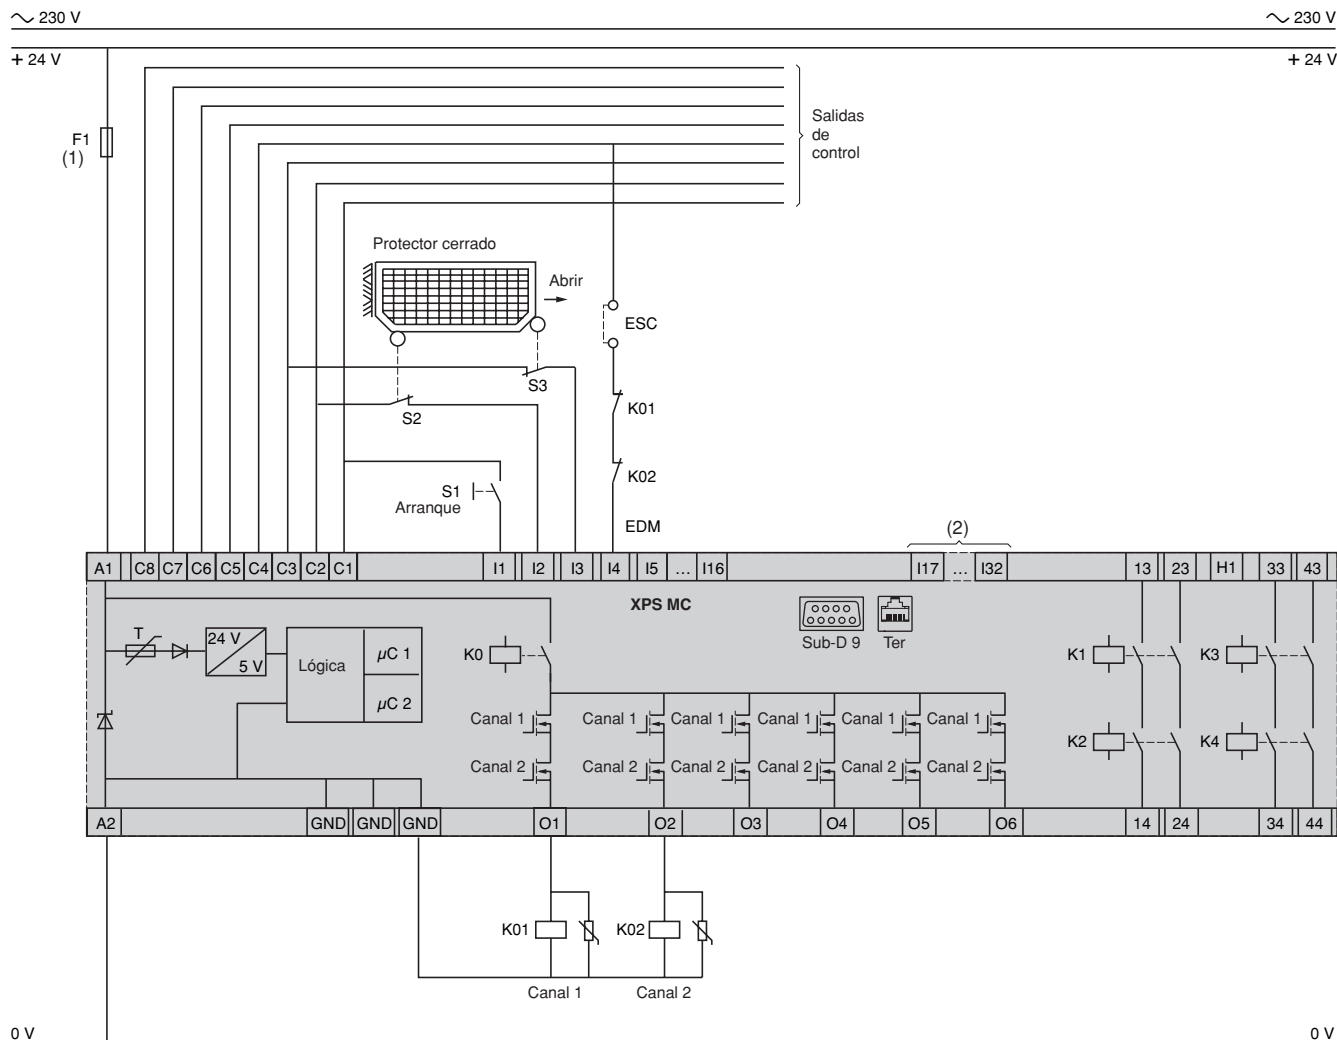 230 V
230 V
+ 24 V
+ 24 V
F1
(1)
Salidas
de
control
Protector cerrado
Abrir
ESC
S3
K01
S2
K02
S1
Arranque
EDM
(2)
A1 C8 C7 C6 C5 C4 C3 C2 C1 I1 I2 I3 I4 I5 ... I16 I17 ... I32 13 23 H1 33 43
XPS MC
T
24 V
5 V
Lógica
µC 1
µC 2
K0
Sub-D 9
Ter
K1
K3
Canal 1 Canal 1 Canal 1 Canal 1 Canal 1 Canal 1
K2
K4
Canal 2 Canal 2 Canal 2 Canal 2 Canal 2 Canal 2
A2 GND GND GND O1 O2 O3 O4 O5 O6 14 24 34 44
K01
K02
Canal 1
Canal 2
0 V
0 V